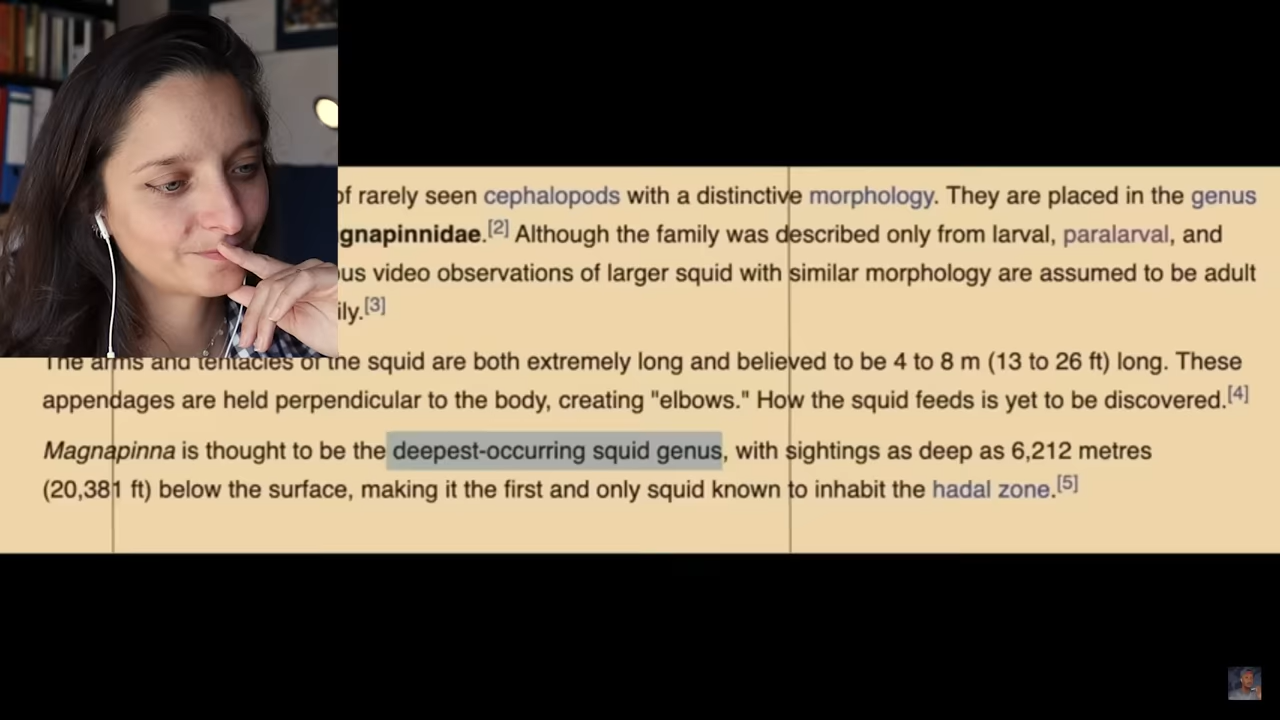 of rarely seen cephalopods with a distinctive morphology. They are placed in the genus
gnapinnidae.[2] Although the family was described only from larval, paralarval, and
us video observations of larger squid with similar morphology are assumed to be adult
ily.[3]
The arms and tentacles of the squid are both extremely long and believed to be 4 to 8 m (13 to 26 ft) long. These
appendages are held perpendicular to the body, creating "elbows." How the squid feeds is yet to be discovered.[4]
Magnapinna is thought to be the deepest-occurring squid genus, with sightings as deep as 6,212 metres
(20,381 ft) below the surface, making it the first and only squid known to inhabit the hadal zone.[5]